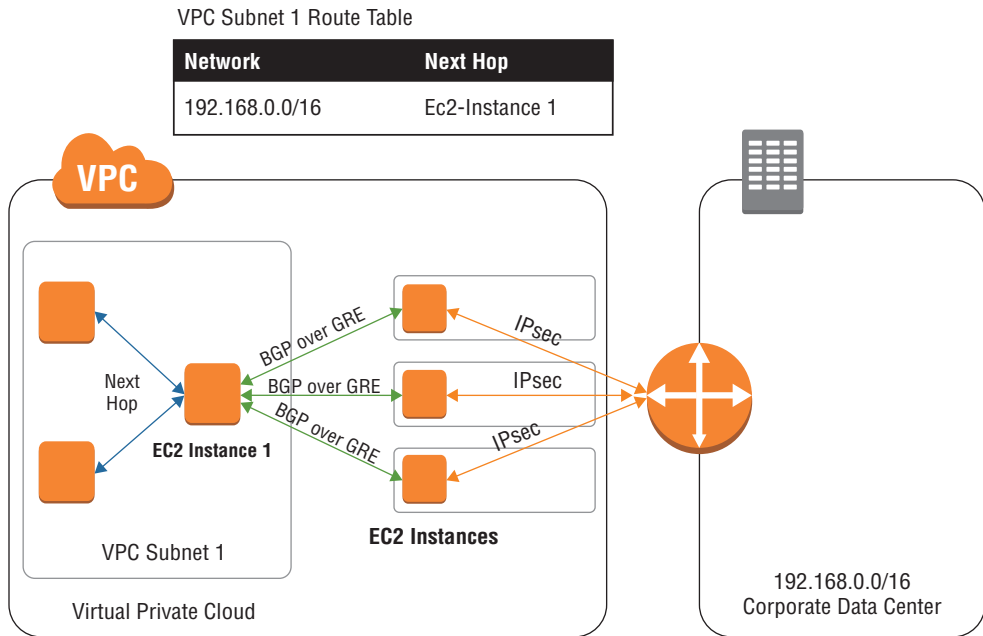 VPC Subnet 1 Route Table
Network Next Hop
192.168.0.0/16 Ec2-Instance 1
VPC
BGP over GRE
IPsec
Next
Hop
BGP over GRE
IPsec
BGP over GRE
IPsec
EC2 Instance 1
EC2 Instances
VPC Subnet 1
Virtual Private Cloud
192.168.0.0/16
Corporate Data Center